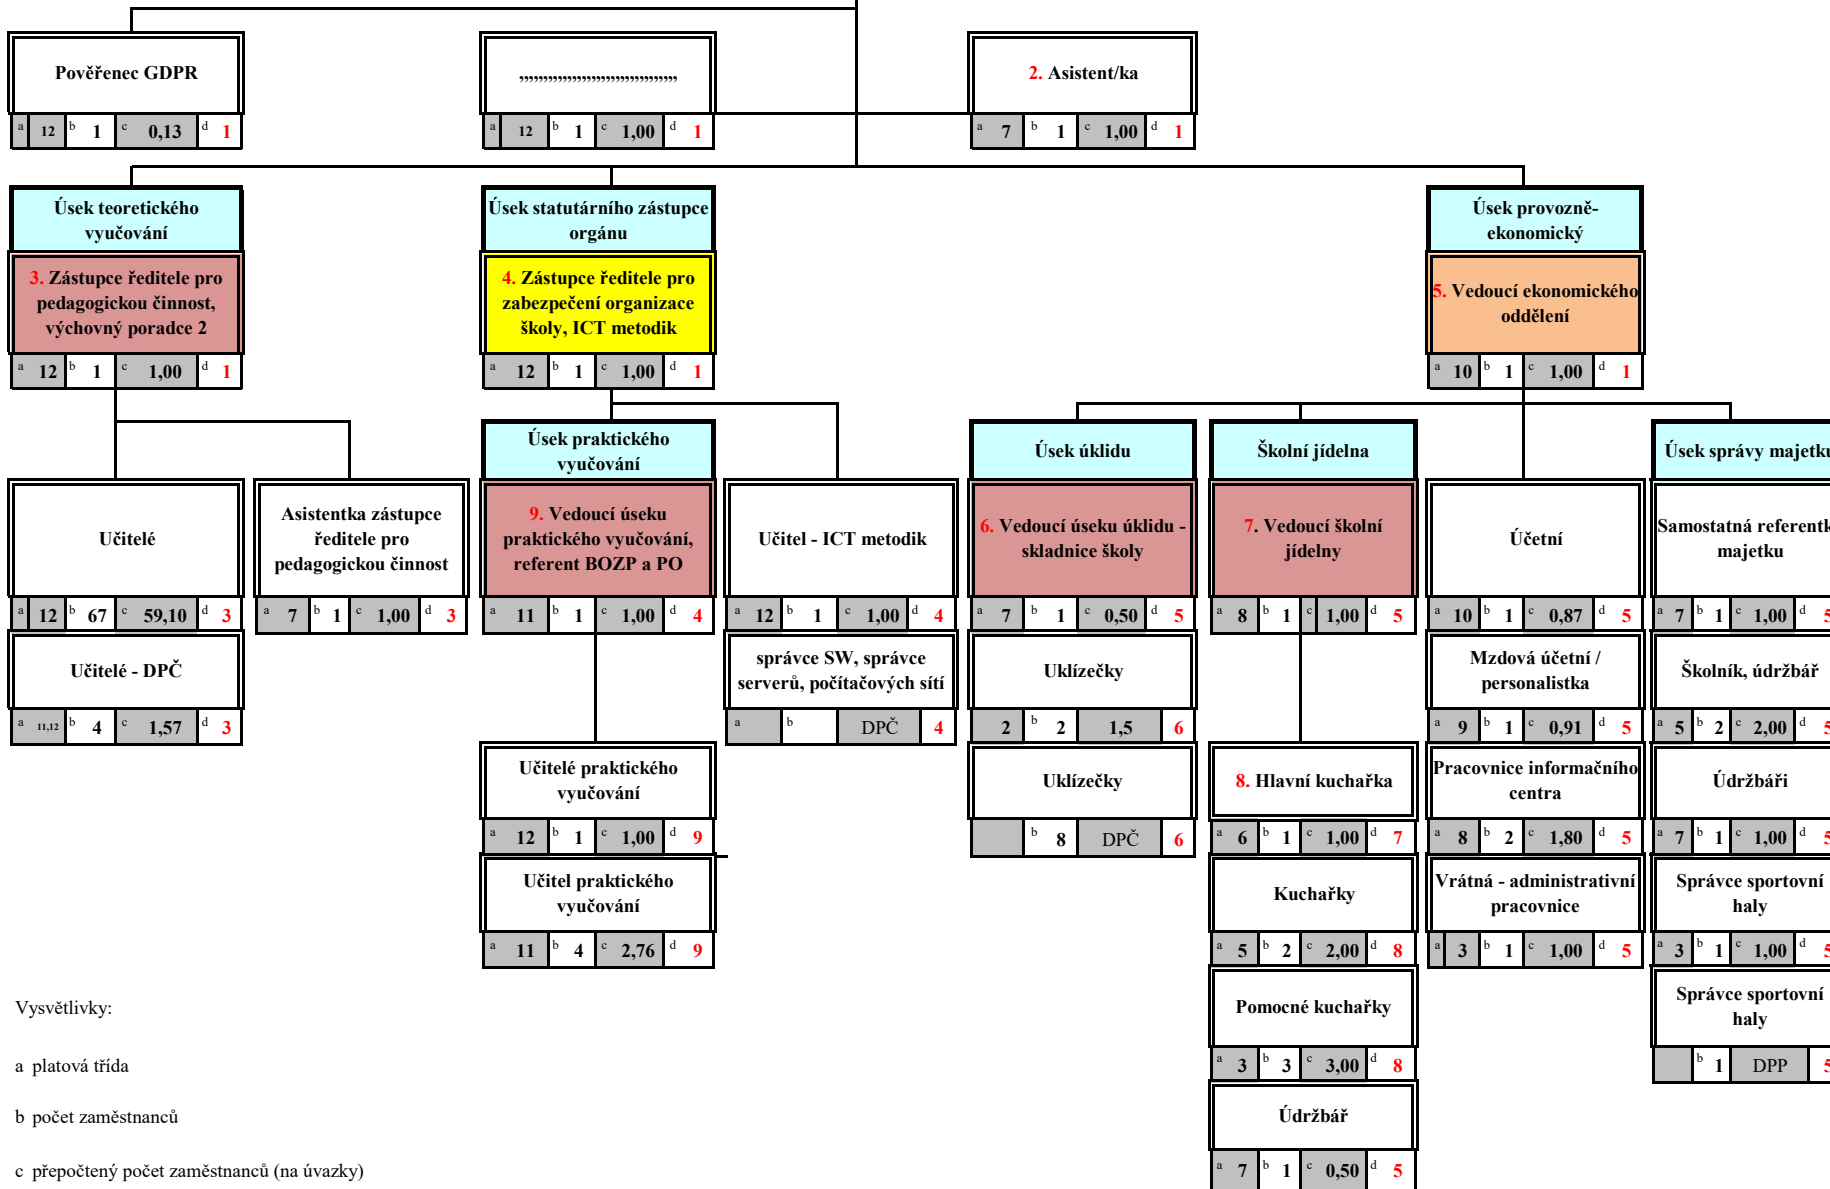 Pověřenec GDPR
,,,,,,,,,,,,,,,,,,,,,,,,,,,,,,,,,
2. Asistent/ka
a 12 b 1 c 0,13 d 1
a 12 b 1 c 1,00 d 1
a 7 b 1 c 1,00 d 1
Úsek teoretického
vyučování
Úsek statutárního zástupce
orgánu
Úsek provozně-
ekonomický
3. Zástupce ředitele pro
pedagogickou činnost,
výchovný poradce 2
4. Zástupce ředitele pro
zabezpečení organizace
školy, ICT metodik
5. Vedoucí ekonomického
oddělení
a 12 b 1 c 1,00 d 1
a 12 b 1 c 1,00 d 1
a 10 b 1 c 1,00 d 1
Úsek praktického
vyučování
Úsek úklidu
Školní jídelna
Úsek správy majetku
Učitelé
Asistentka zástupce
ředitele pro
pedagogickou činnost
9. Vedoucí úseku
praktického vyučování,
referent BOZP a PO
Učitel - ICT metodik
6. Vedoucí úseku úklidu -
skladnice školy
7. Vedoucí školní
jídelny
Účetní
Samostatná referentk
majetku
a 12 b 67 c 59,10 d 3
a 7 b 1 c 1,00 d 3
a 11 b 1 c 1,00 d 4
a 12 b 1 c 1,00 d 4
a 7 b 1 c 0,50 d 5
a 8 b 1 c 1,00 d 5
a 10 b 1 c 0,87 d 5
a 7 b 1 c 1,00 d 5
Učitelé - DPČ
správce SW, správce
serverů, počítačových sítí
Uklízečky
Mzdová účetní /
personalistka
Školník, údržbář
a 11,12 b 4 c 1,57 d 3
a b DPČ 4
2 b 2 1,5 6
a 9 b 1 c 0,91 d 5
a 5 b 2 c 2,00 d 5
Učitelé praktického
vyučování
Uklízečky
8. Hlavní kuchařka
Pracovnice informačního
centra
Údržbáři
a 12 b 1 c 1,00 d 9
b 8 DPČ 6
a 6 b 1 c 1,00 d 7
a 8 b 2 c 1,80 d 5
a 7 b 1 c 1,00 d 5
Učitel praktického
vyučování
Kuchařky
Vrátná - administrativní
pracovnice
Správce sportovní
haly
a 11 b 4 c 2,76 d 9
a 5 b 2 c 2,00 d 8
a 3 b 1 c 1,00 d 5
a 3 b 1 c 1,00 d 5
Pomocné kuchařky
Správce sportovní
haly
a 3 b 3 c 3,00 d 8
b 1 DPP 5
Údržbář
a 7 b 1 c 0,50 d 5
Vysvětlivky:
a platová třída
b počet zaměstnanců
c přepočtený počet zaměstnanců (na úvazky)